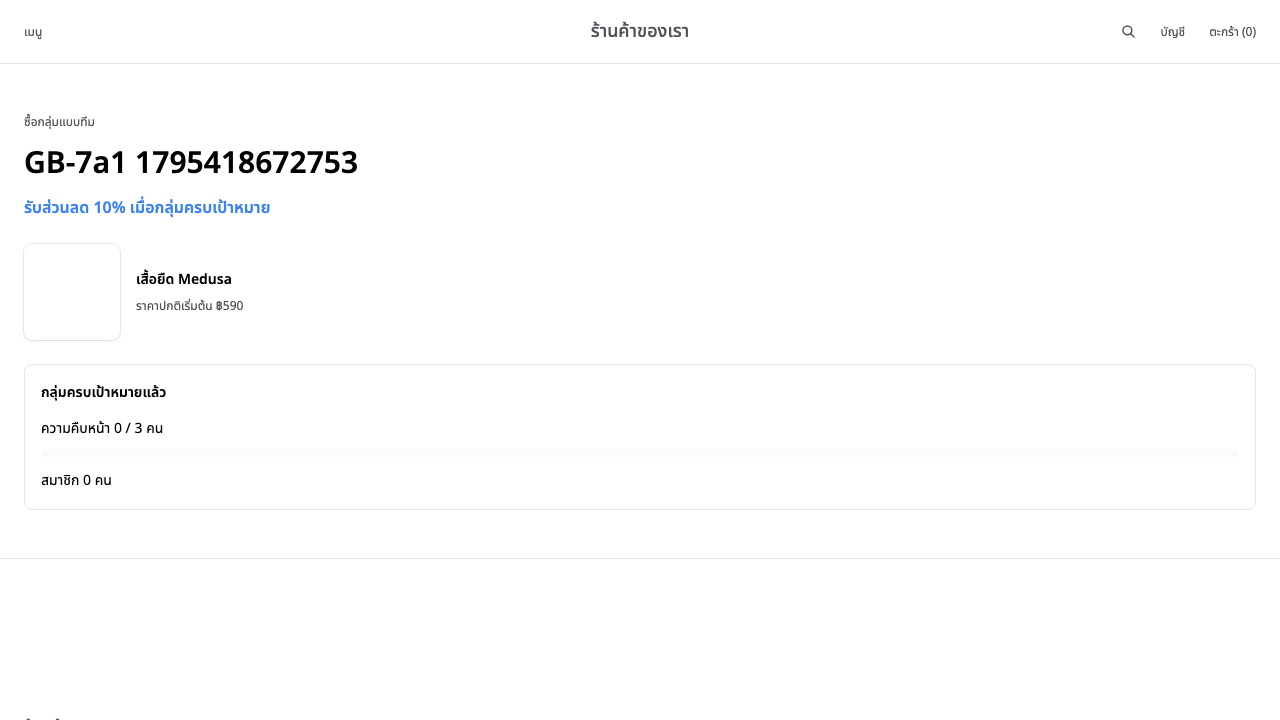 เมนู
ร้านค้าของเรา
บัญชี
ตะกร้า (0)
ซื้อกลุ่มแบบทีม
GB-7a1 1795418672753
รับส่วนลด 10% เมื่อกลุ่มครบเป้าหมาย
เสื้อยืด Medusa
ราคาปกติเริ่มต้น ฿590
กลุ่มครบเป้าหมายแล้ว
ความคืบหน้า 0 / 3 คน
สมาชิก 0 คน